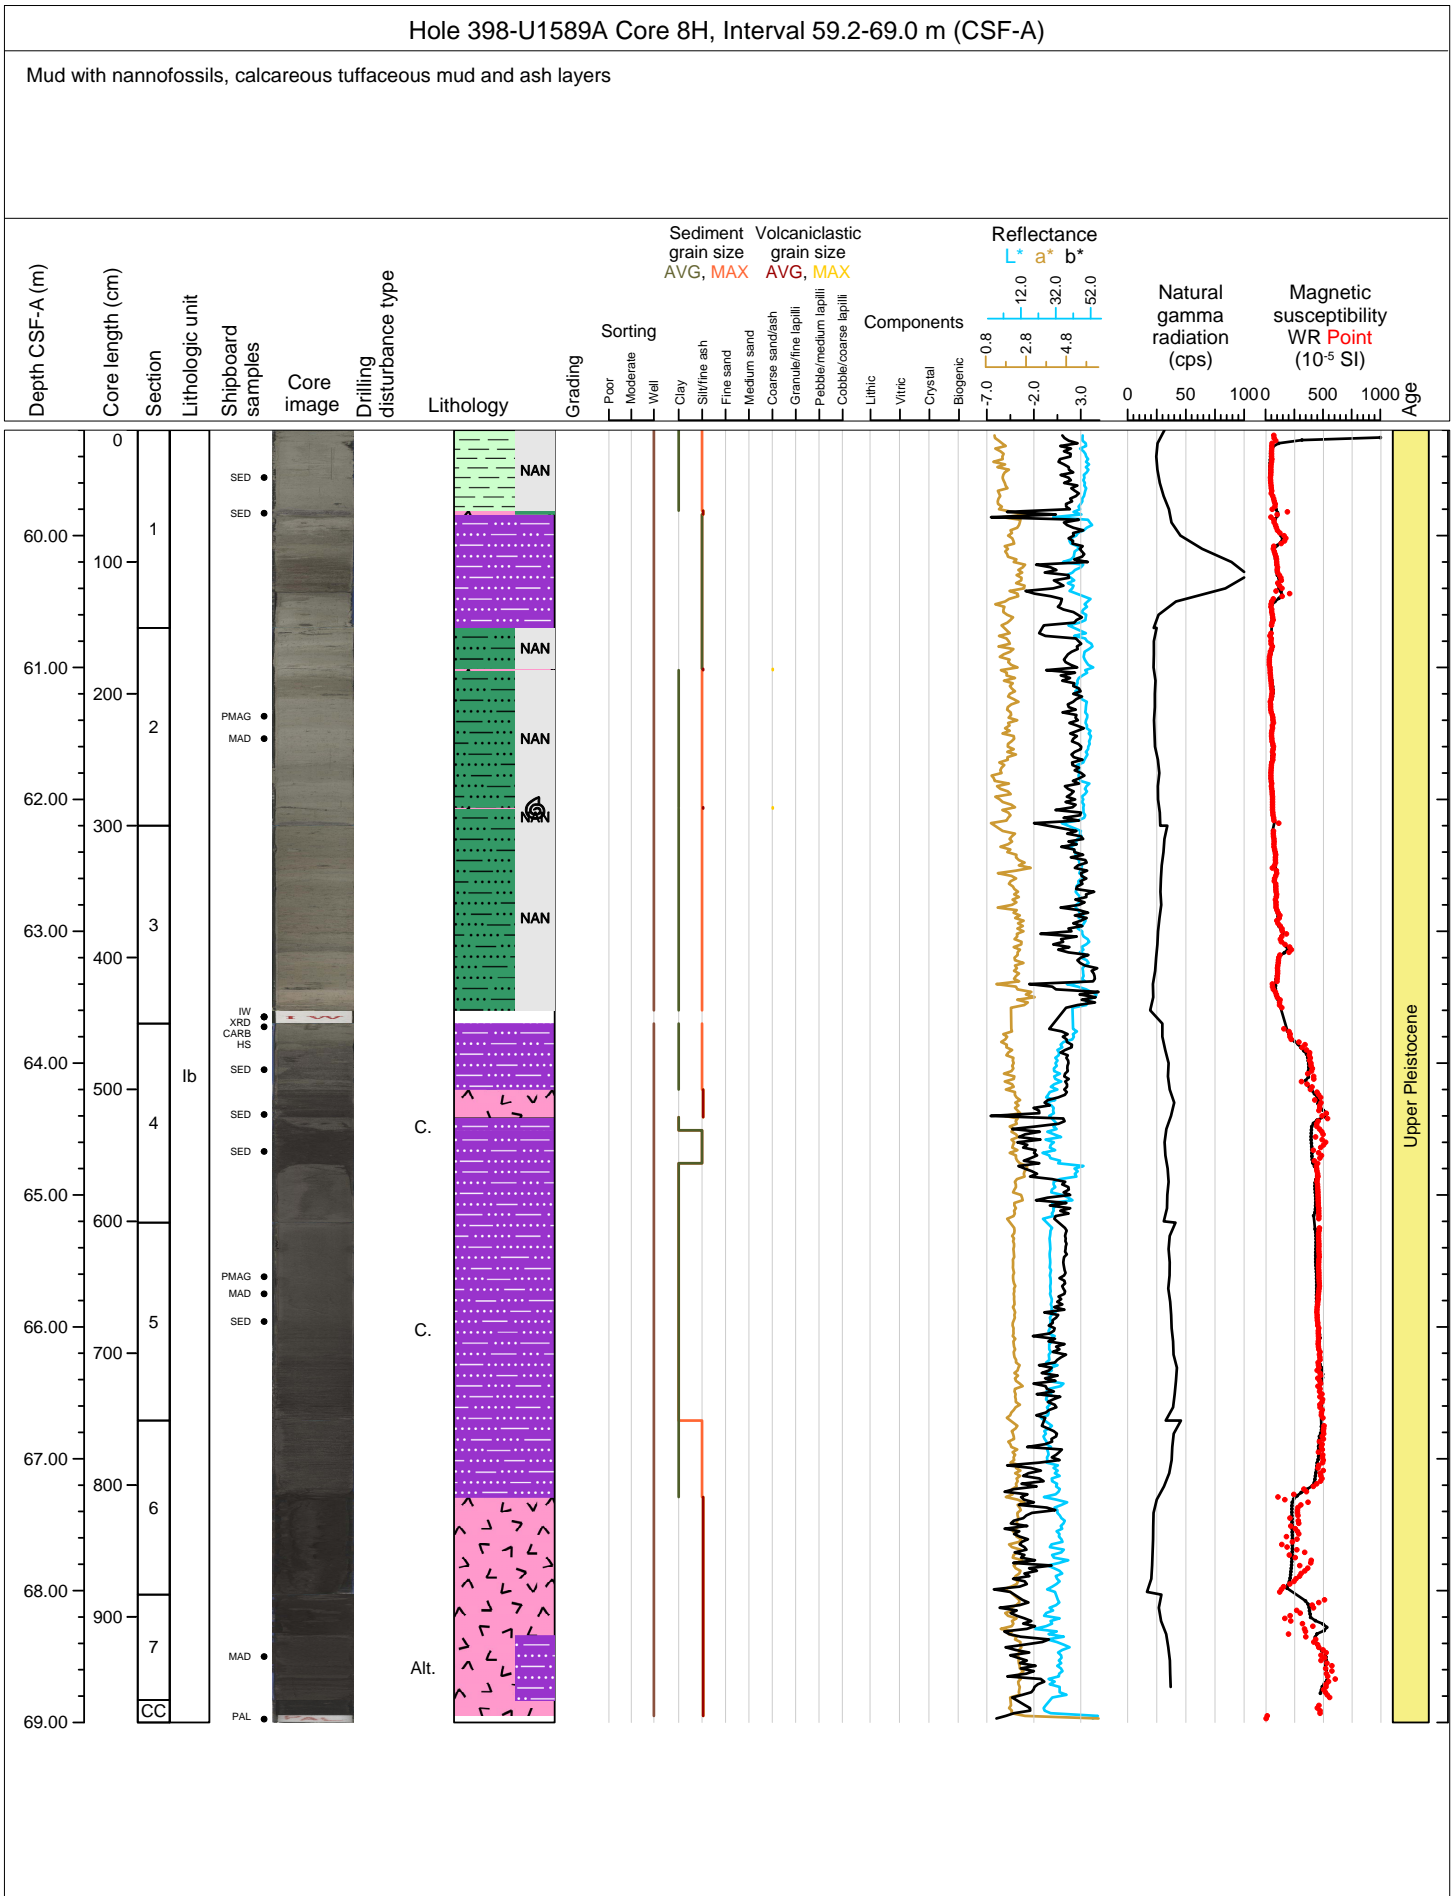 Hole 398-U1589A Core 8H, Interval 59.2-69.0 m (CSF-A)
Mud with nannofossils, calcareous tuffaceous mud and ash layers
Depth CSF-A (m)
Core length (cm)
Section
Lithologic unit
Shipboard
samples
Core
image
Drilling
disturbance type
Lithology
Grading
Sorting
Poor
Moderate
Well
Sediment
grain size
AVG, MAX
Volcaniclastic
grain size
AVG, MAX
Clay
Silt/fine ash
Fine sand
Medium sand
Coarse sand/ash
Granule/fine lapilli
Pebble/medium lapilli
Cobble/coarse lapilli
Components
Lithic
Vitric
Crystal
Biogenic
Reflectance
L* a* b*
12.0 32.0 52.0
0.8 2.8 4.8
-7.0 -2.0 3.0
Natural
gamma
radiation
(cps)
0 50 100
Magnetic
susceptibility
WR Point
(10-5 SI)
0 500 1000
Age
60.00
61.00
62.00
63.00
64.00
65.00
66.00
67.00
68.00
69.00
0
100
200
300
400
500
600
700
800
900
1
2
3
4
5
6
7
CC
Ib
SED
SED
PMAG
MAD
IW
XRD
CARB
HS
SED
SED
SED
PMAG
MAD
SED
MAD
PAL
I W
PAL
C.
C.
Alt.
NAN
NAN
NAN
NAN
NAN
Upper Pleistocene